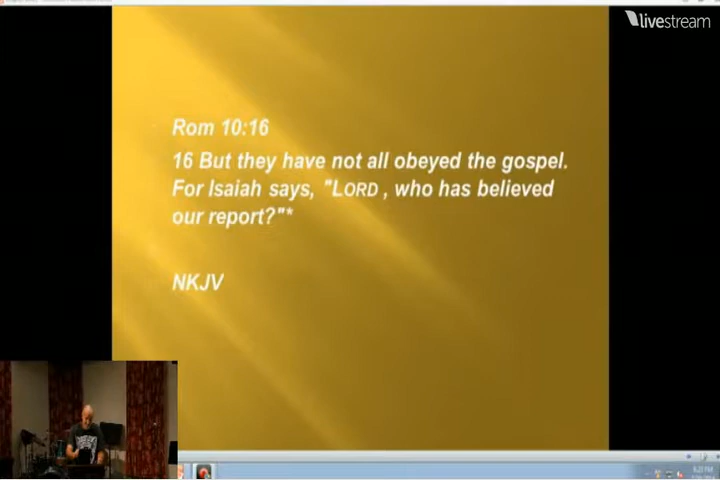 livestream
Rom 10:16
16 But they have not all obeyed the gospel.
For Isaiah says, "LORD , who has believed
our report?"*
NKJV